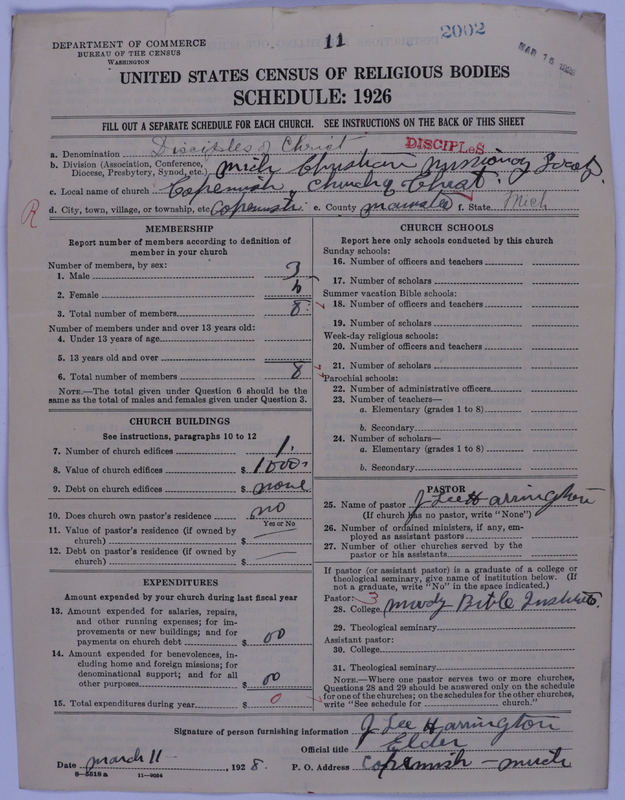 11
2002
DEPARTMENT OF COMMERCE
BUREAU OF THE CENSUS
WASHINGTON
MAR 15
UNITED STATES CENSUS OF RELIGIOUS BODIES
SCHEDULE: 1926
FILL OUT A SEPARATE SCHEDULE FOR EACH CHURCH. SEE INSTRUCTIONS ON THE BACK OF THIS SHEET
a. Denomination Disciples of Christ DISCIPLES
b. Division (Association, Conference, Diocese, Presbytery, Synod, etc.) Mich Christian Missionary
c. Local name of church Copemish, Church of Christ.
d. City, town, village, or township, etc. Copemish. e. County f. State Mich
R
MEMBERSHIP
Report number of members according to definition of
member in your church
Number of members, by sex:
1. Male 3
2. Female
3. Total number of members 8
Number of members under and over 13 years old:
4. Under 13 years of age
5. 13 years old and over
6. Total number of members 8
NOTE.—The total given under Question 6 should be the
same as the total of males and females given under Question 3.
CHURCH BUILDINGS
See instructions, paragraphs 10 to 12
7. Number of church edifices 1.
8. Value of church edifices $ 1000
9. Debt on church edifices $ none
10. Does church own pastor's residence no
Yes or No
11. Value of pastor's residence (if owned by
church) $
12. Debt on pastor's residence (if owned by
church) $
EXPENDITURES
Amount expended by your church during last fiscal year
13. Amount expended for salaries, repairs,
and other running expenses; for im-
provements or new buildings; and for
payments on church debt $ 00
14. Amount expended for benevolences, in-
cluding home and foreign missions; for
denominational support; and for all
other purposes $ 00
15. Total expenditures during year $ 0
CHURCH SCHOOLS
Report here only schools conducted by this church
Sunday schools:
16. Number of officers and teachers
17. Number of scholars
Summer vacation Bible schools:
18. Number of officers and teachers
19. Number of scholars
Week-day religious schools:
20. Number of officers and teachers
21. Number of scholars
Parochial schools:
22. Number of administrative officers
23. Number of teachers—
a. Elementary (grades 1 to 8)
b. Secondary
24. Number of scholars—
a. Elementary (grades 1 to 8)
b. Secondary
PASTOR
25. Name of pastor J Lee Harrington
(If church has no pastor, write "None")
26. Number of ordained ministers, if any, em-
ployed as assistant pastors
27. Number of other churches served by the
pastor or his assistants
If pastor (or assistant pastor) is a graduate of a college or
theological seminary, give name of institution below. (If
not a graduate, write "No" in the space indicated.)
Pastor: 3
28. College Mudy Bible Institute.
29. Theological seminary
Assistant pastor:
30. College
31. Theological seminary
NOTE.—Where one pastor serves two or more churches,
Questions 28 and 29 should be answered only on the schedule
for one of the churches; on the schedules for the other churches,
write "See schedule for church."
Signature of person furnishing information J Lee Harrington
Official title Elder
Date march 11, 1928. P. O. Address Copemish - Mich
8—5518 a 11—9054